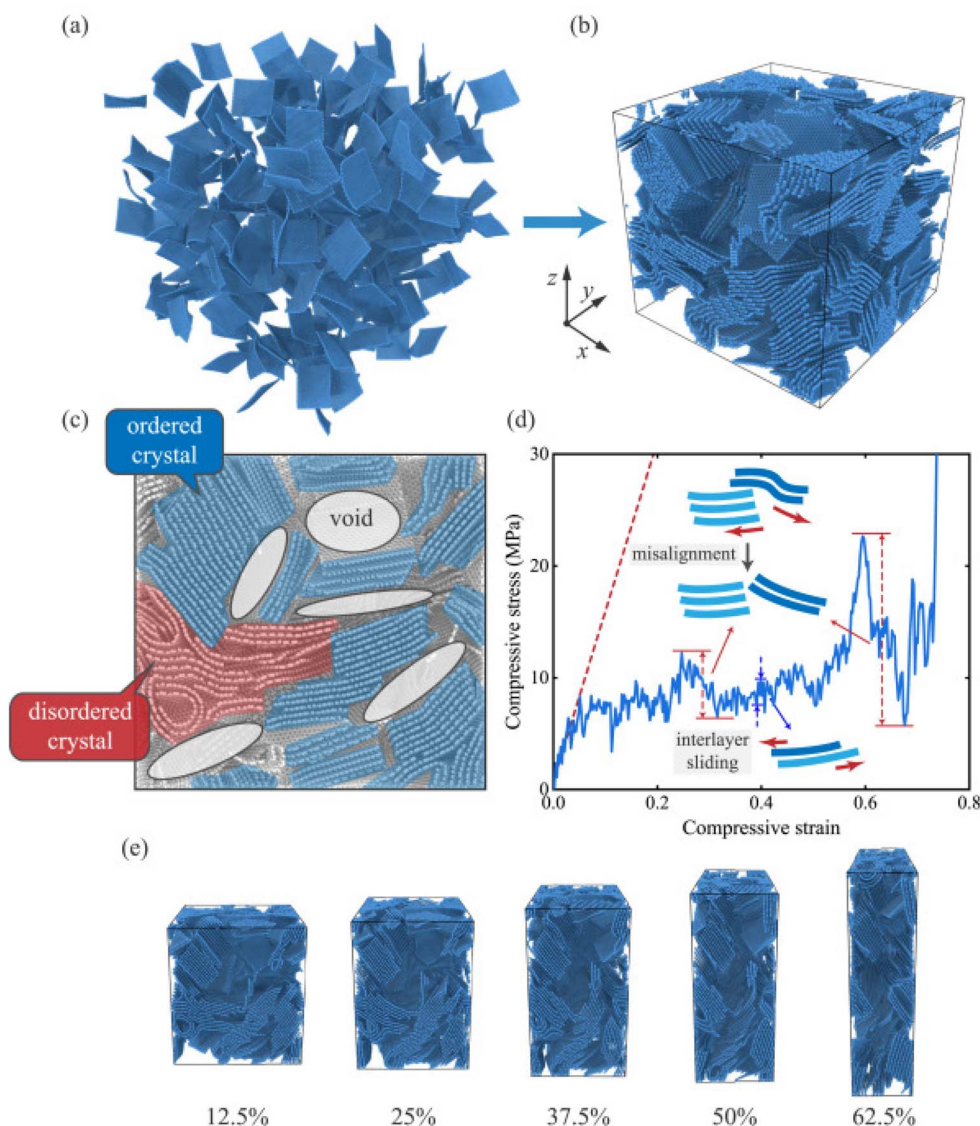 (a)
(b)
z
y
x
(c)
ordered
crystal
void
disordered
crystal
(d)
30
20
10
0
0.0
0.2
0.4
0.6
0.8
Compressive stress (MPa)
Compressive strain
misalignment
interlayer
sliding
(e)
12.5%
25%
37.5%
50%
62.5%